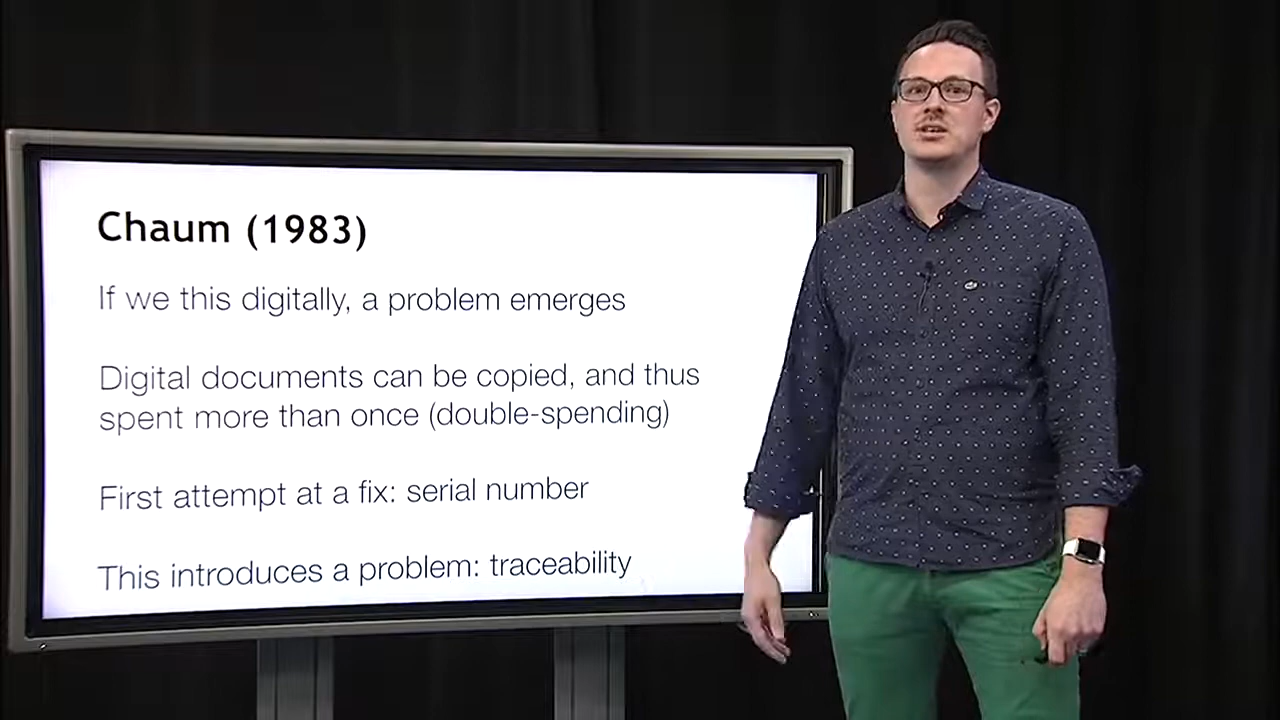 Chaum (1983)
If we this digitally, a problem emerges
Digital documents can be copied, and thus
spent more than once (double-spending)
First attempt at a fix: serial number
This introduces a problem: traceability